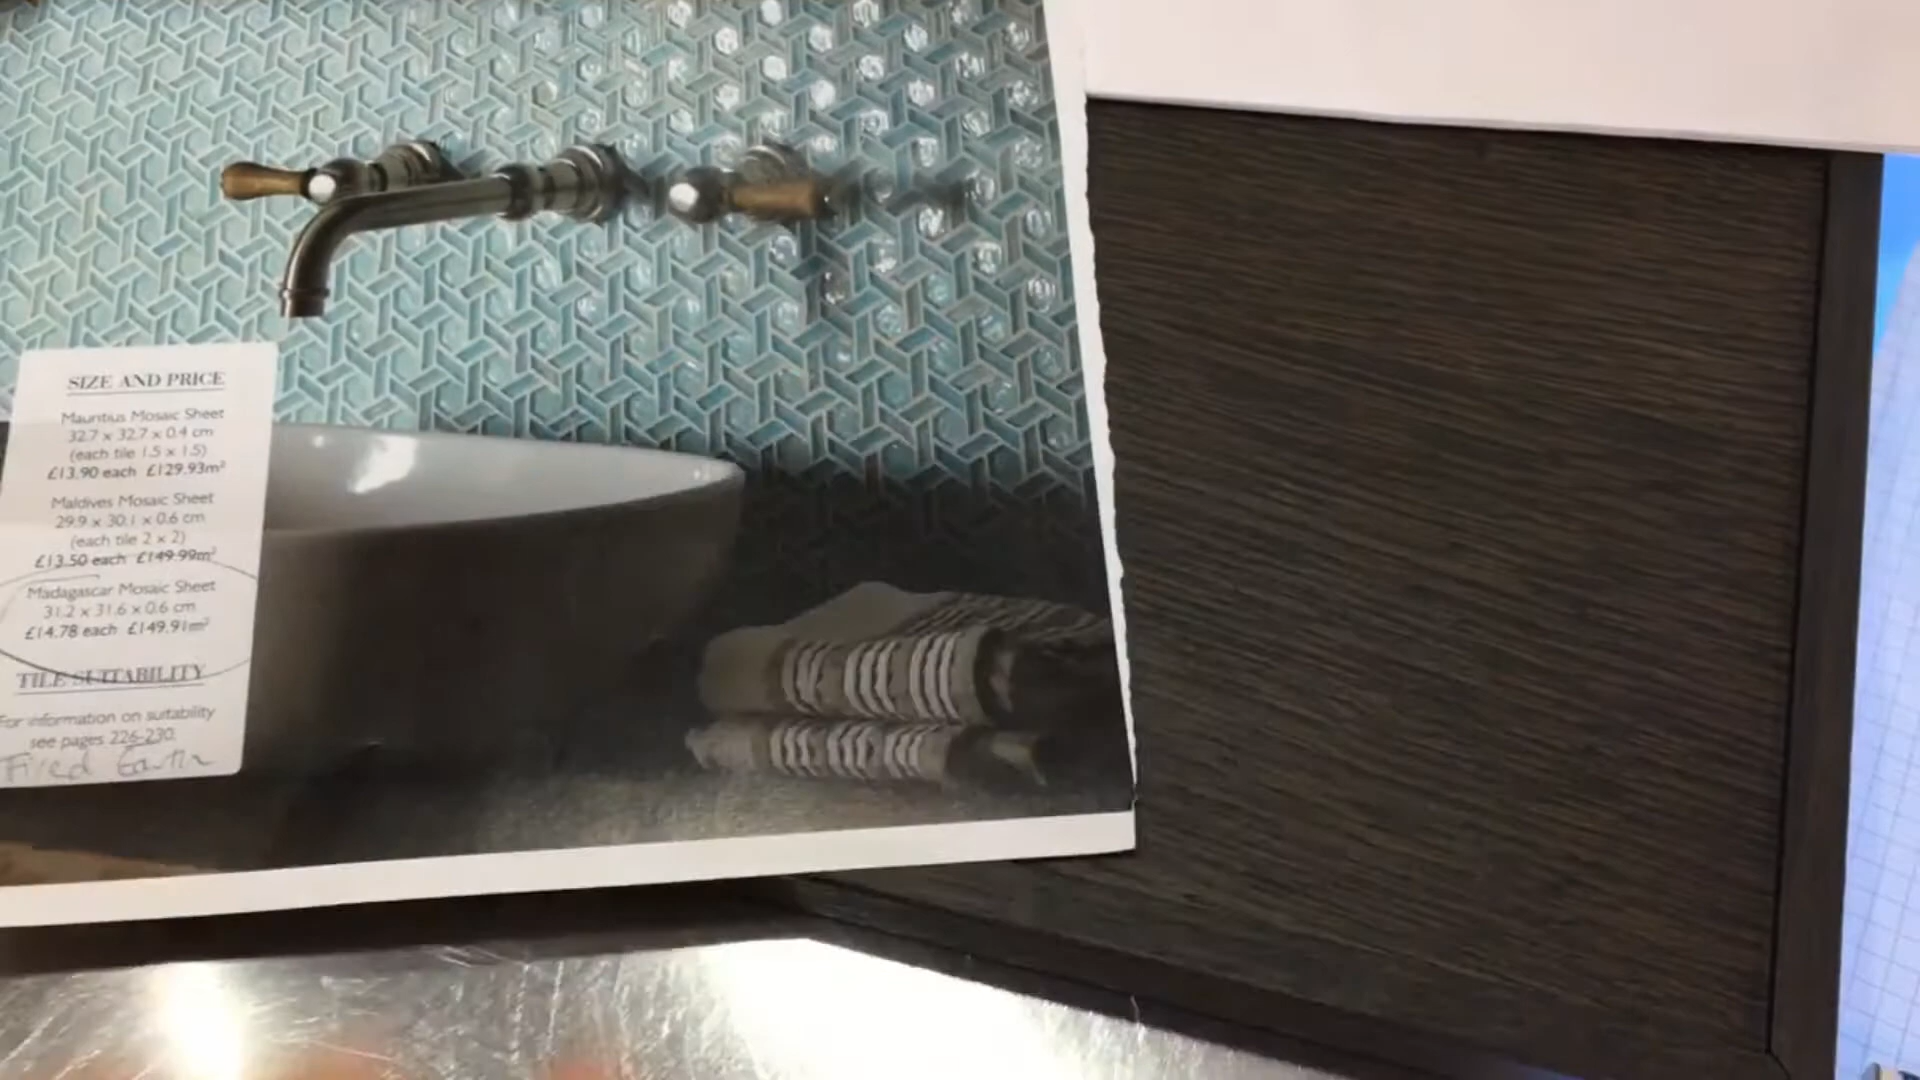 SIZE AND PRICE
Mauritius Mosaic Sheet
32.7 x 32.7 x 0.4 cm
(each tile 1.5 x 1.5)
£13.90 each £129.93m²
Maldives Mosaic Sheet
29.9 x 30.1 x 0.6 cm
(each tile 2 x 2)
£13.50 each £149.99m²
Madagascar Mosaic Sheet
31.2 x 31.6 x 0.6 cm
£14.78 each £149.91m²
TILE SUITABILITY
For information on suitability
see pages 226-230.
Fired Earth